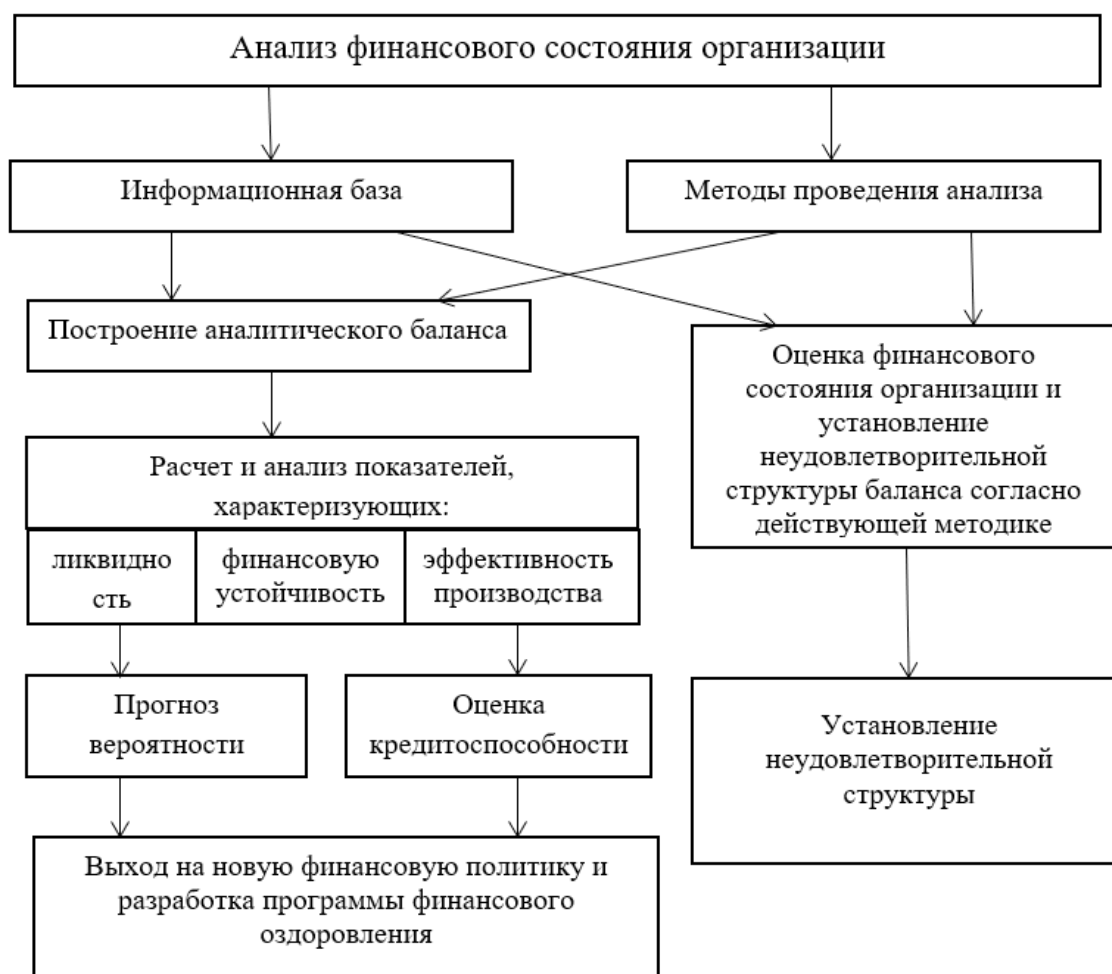 Анализ финансового состояния организации
Информационная база
Методы проведения анализа
Построение аналитического баланса
Оценка финансового
состояния организации и
установление
неудовлетворительной
структуры баланса согласно
действующей методике
Расчет и анализ показателей,
характеризующих:
ликвидно
сть
финансовую
устойчивость
эффективность
производства
Прогноз
вероятности
Оценка
кредитоспособности
Установление
неудовлетворительной
структуры
Выход на новую финансовую политику и
разработка программы финансового
оздоровления